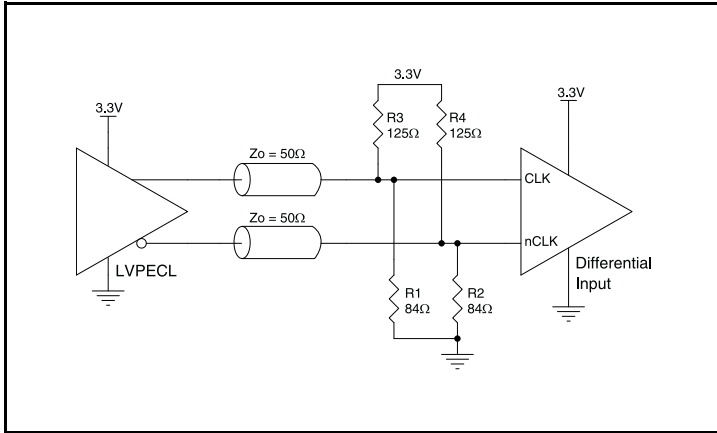 3.3V
3.3V
3.3V
R3
125Ω
R4
125Ω
Zo = 50Ω
CLK
Zo = 50Ω
nCLK
LVPECL
Differential
Input
R1
84Ω
R2
84Ω